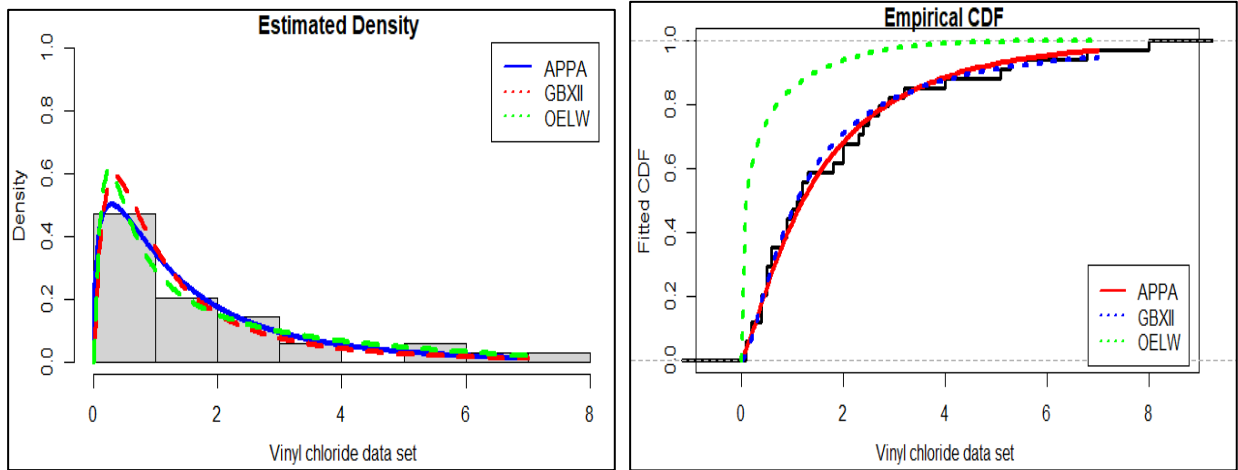 Estimated Density
Density
0.0 0.2 0.4 0.6 0.8 1.0
APPA
GBXII
OELW
0 2 4 6 8
Vinyl chloride data set
Empirical CDF
Fitted CDF
0.0 0.2 0.4 0.6 0.8 1.0
APPA
GBXII
OELW
0 2 4 6 8
Vinyl chloride data set